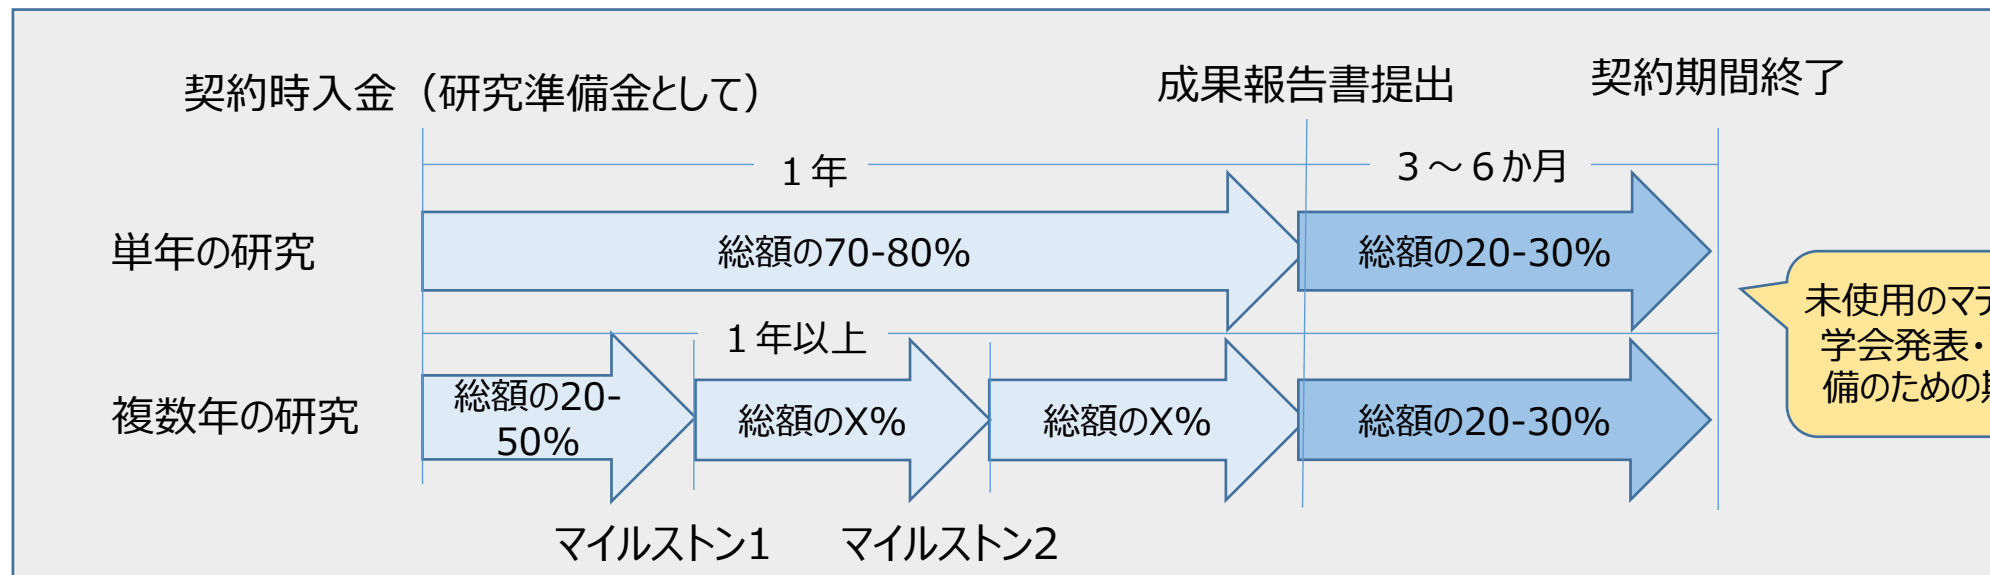 契約時入金（研究準備金として）
成果報告書提出
契約期間終了
１年
３～６か月
単年の研究
総額の70-80%
総額の20-30%
１年以上
複数年の研究
総額の20-
50%
総額のX%
総額のX%
総額の20-30%
未使用のマテ
学会発表・
備のための
マイルストン1
マイルストン2